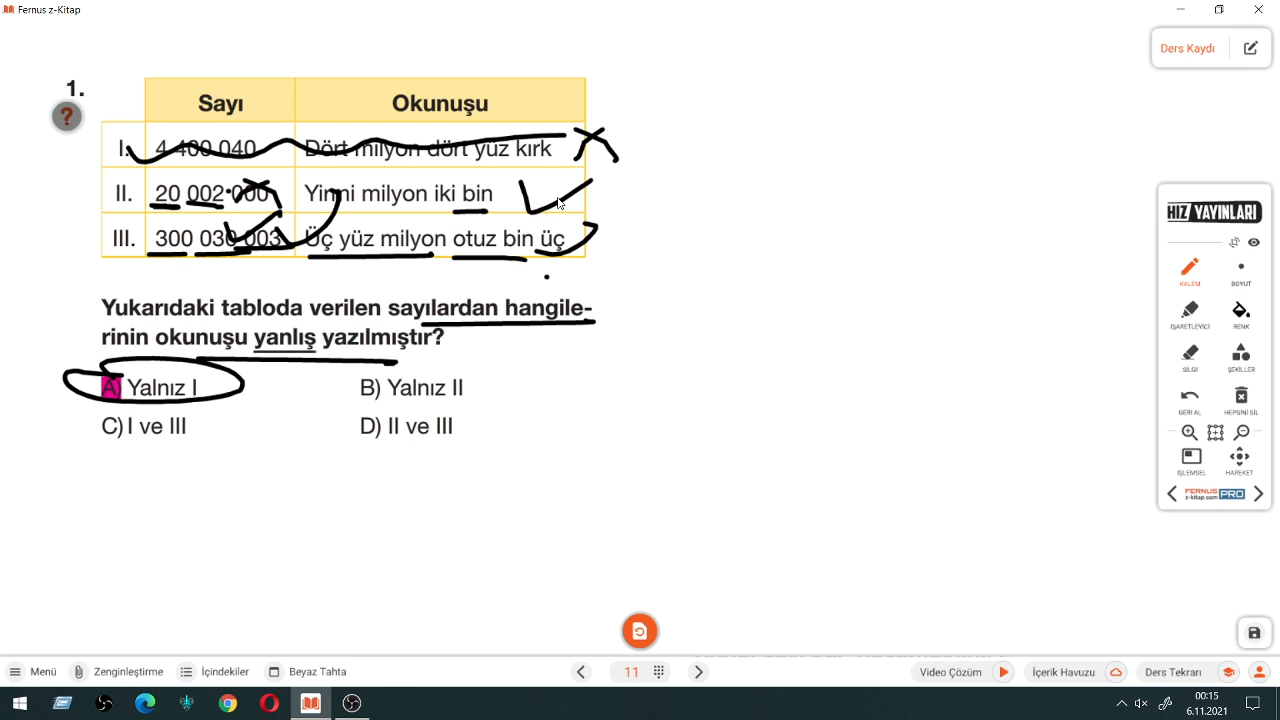 Fernus z-Kitap
Ders Kaydı
1.
Sayı Okunuşu
I. 4 400 040 Dört milyon dört yüz kırk
II. 20 002 000 Yirmi milyon iki bin
III. 300 030 003 Üç yüz milyon otuz bin üç
Yukarıdaki tabloda verilen sayılardan hangile-
rinin okunuşu yanlış yazılmıştır?
A) Yalnız I B) Yalnız II
C) I ve III D) II ve III
HIZ YAYINLARI
KALEM BOYUT
İŞARETLEYİCİ RENK
SİLGİ ŞEKİLLER
GERİ AL HEPSİNİ SİL
İŞLEMSEL HAREKET
FERNUS
z-kitap.com PRO
Menü Zenginleştirme İçindekiler Beyaz Tahta 11 Video Çözüm İçerik Havuzu Ders Tekrarı
00:15
6.11.2021